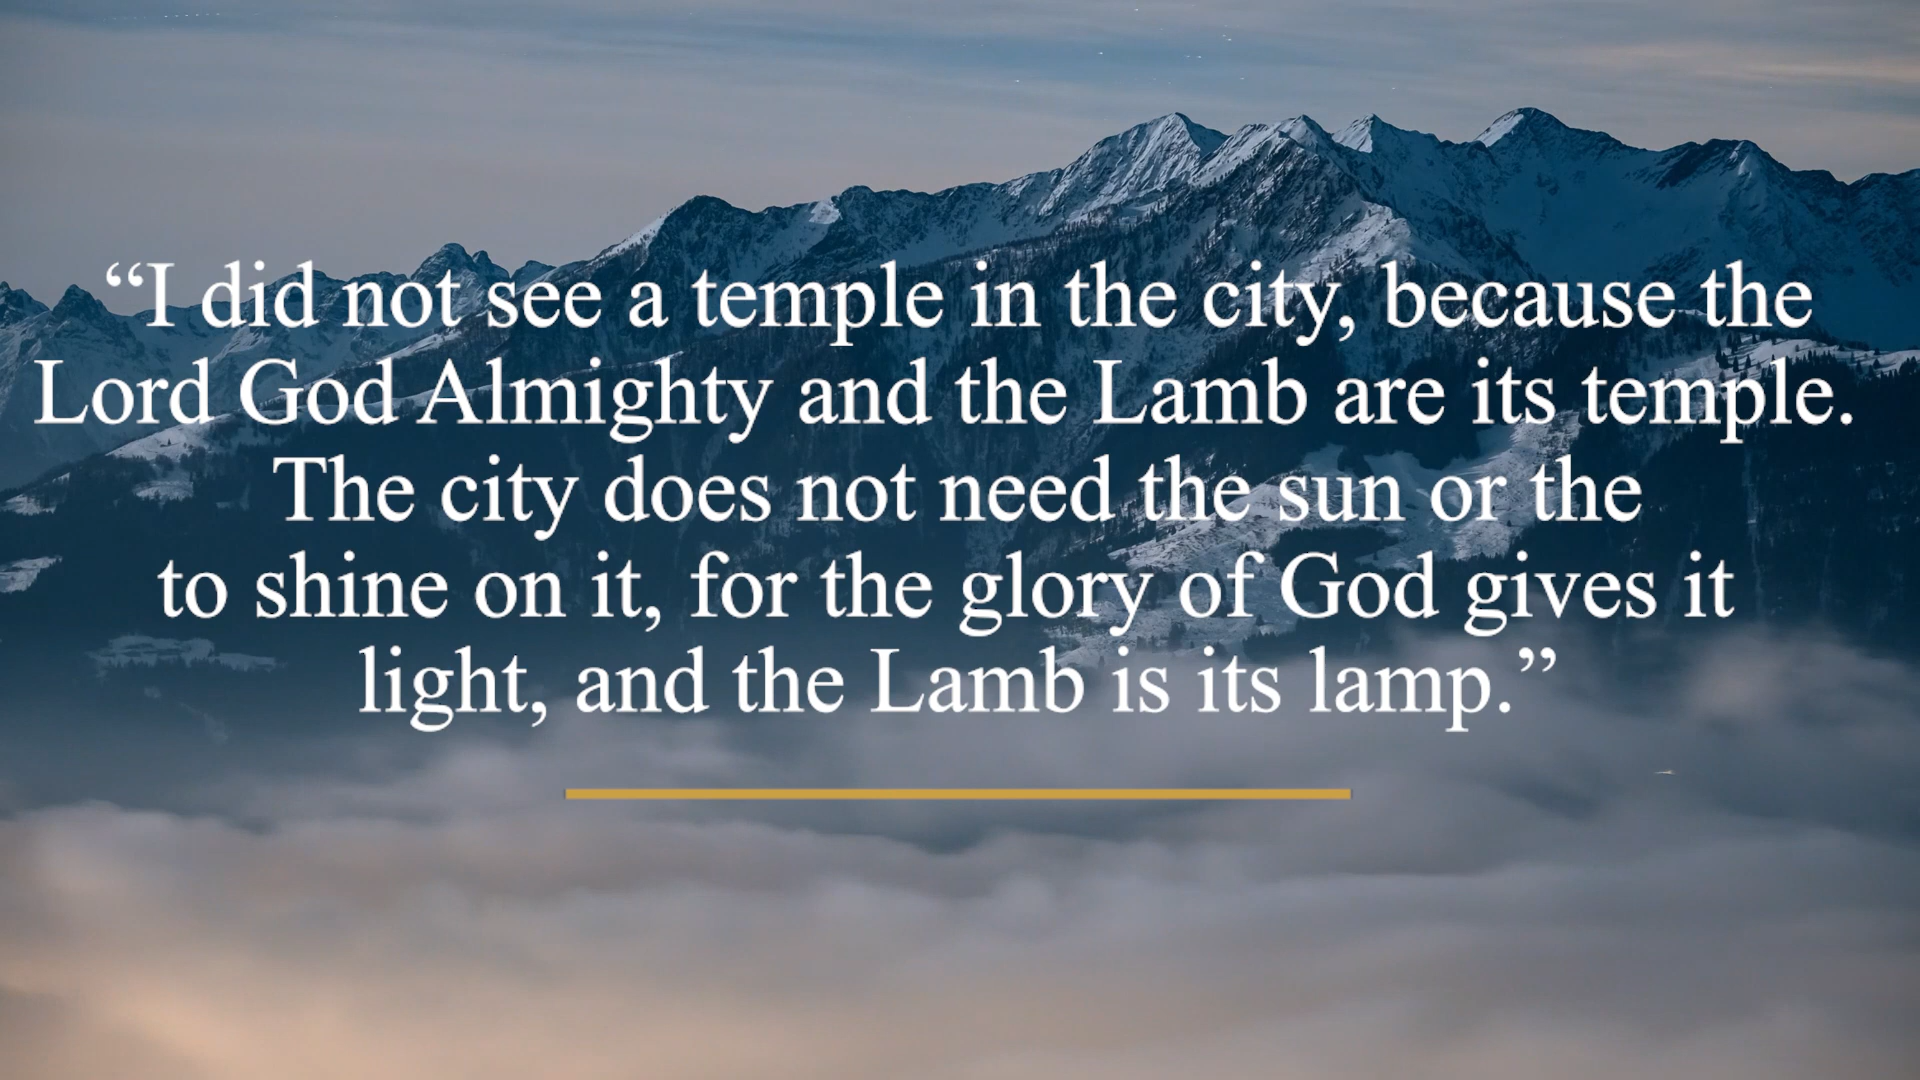 “I did not see a temple in the city, because the
Lord God Almighty and the Lamb are its temple.
The city does not need the sun or the
to shine on it, for the glory of God gives it
light, and the Lamb is its lamp.”